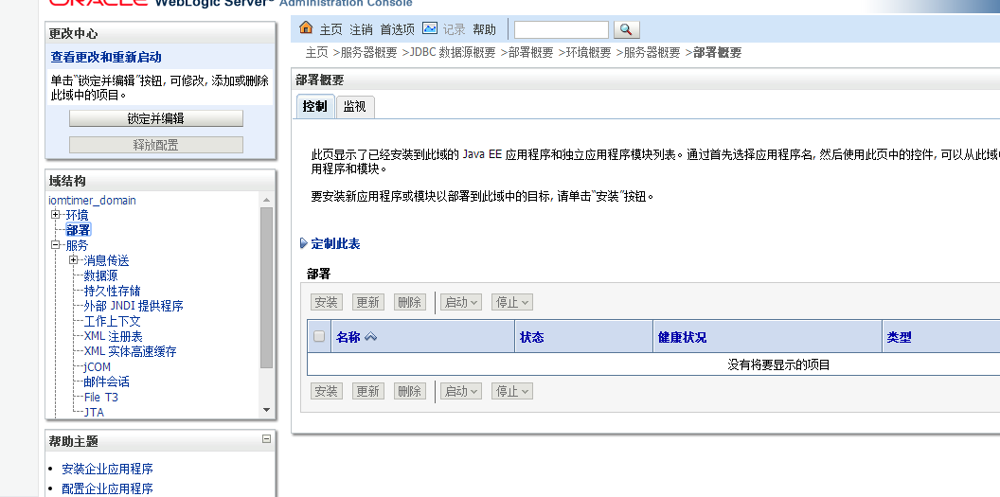 ORACLE WebLogic Server® Administration Console
更改中心
查看更改和重新启动
单击“锁定并编辑”按钮, 可修改, 添加或删除
此域中的项目。
锁定并编辑
释放配置
域结构
iomtimer_domain
环境
部署
服务
消息传送
数据源
持久性存储
外部 JNDI 提供程序
工作上下文
XML 注册表
XML 实体高速缓存
jCOM
邮件会话
File T3
JTA
帮助主题
安装企业应用程序
配置企业应用程序
主页 注销 首选项 记录 帮助
主页 >服务器概要 >JDBC 数据源概要 >部署概要 >环境概要 >服务器概要 >部署概要
部署概要
控制 监视
此页显示了已经安装到此域的 Java EE 应用程序和独立应用程序模块列表。通过首先选择应用程序名, 然后使用此页中的控件, 可以从此域
用程序和模块。
要安装新应用程序或模块以部署到此域中的目标, 请单击“安装”按钮。
定制此表
部署
安装 更新 删除 启动 停止
名称 状态 健康状况 类型
没有将要显示的项目
安装 更新 删除 启动 停止